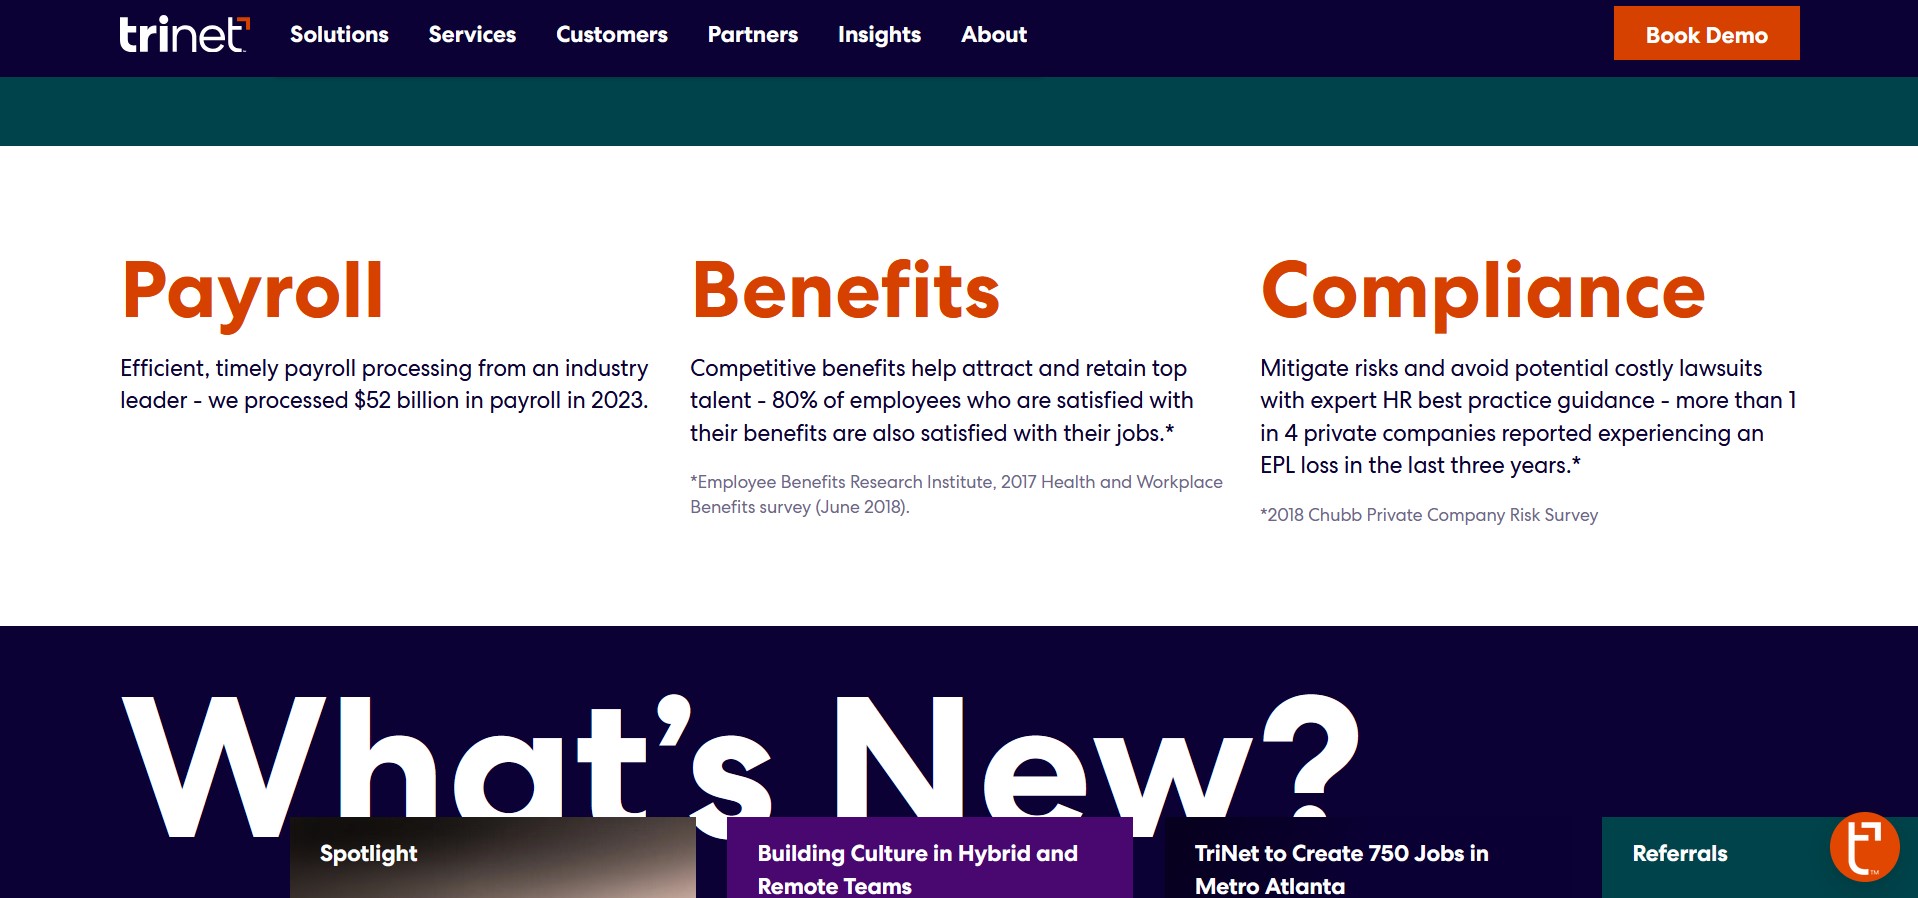 trinet
Solutions Services Customers Partners Insights About
Book Demo
Payroll
Efficient, timely payroll processing from an industry
leader - we processed $52 billion in payroll in 2023.
Benefits
Competitive benefits help attract and retain top
talent - 80% of employees who are satisfied with
their benefits are also satisfied with their jobs.*
*Employee Benefits Research Institute, 2017 Health and Workplace
Benefits survey (June 2018).
Compliance
Mitigate risks and avoid potential costly lawsuits
with expert HR best practice guidance - more than 1
in 4 private companies reported experiencing an
EPL loss in the last three years.*
*2018 Chubb Private Company Risk Survey
What's New?
Spotlight
Building Culture in Hybrid and
Remote Teams
TriNet to Create 750 Jobs in
Metro Atlanta
Referrals
t™